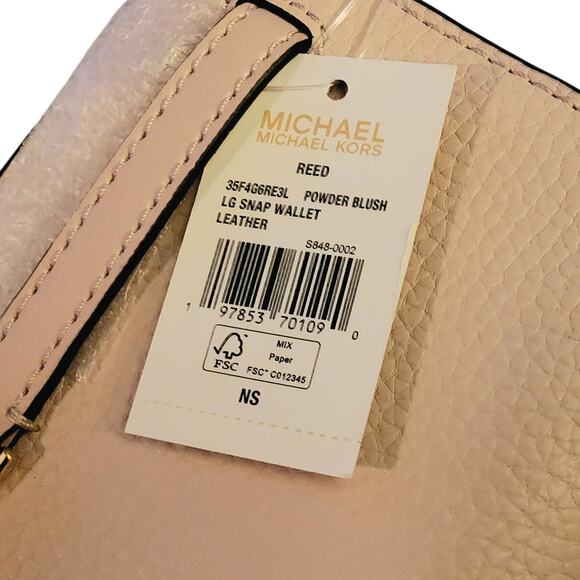 MICHAEL
MICHAEL KORS
REED
35F4G6RE3L POWDER BLUSH
LG SNAP WALLET
LEATHER
S848-0002
1 97853 70109 0
FSC
MIX
Paper
FSC™ C012345
NS